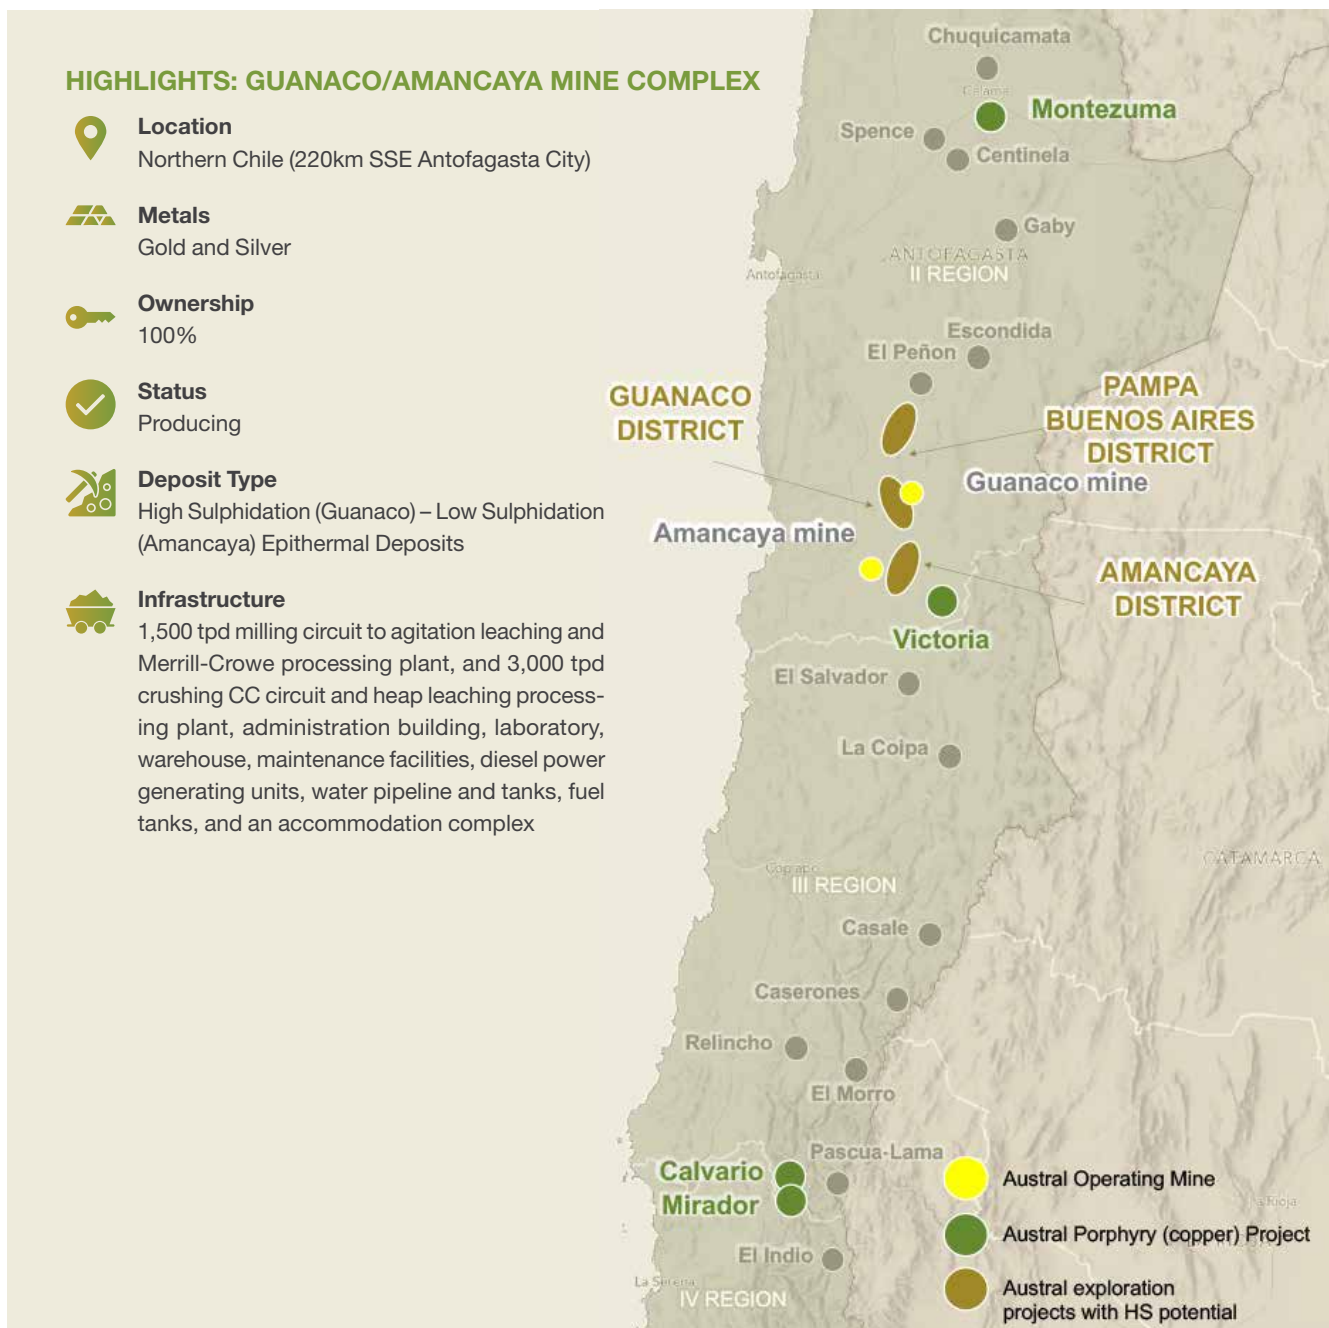 HIGHLIGHTS: GUANACO/AMANCAYA MINE COMPLEX
Location
Northern Chile (220km SSE Antofagasta City)
Metals
Gold and Silver
Ownership
100%
Status
Producing
Deposit Type
High Sulphidation (Guanaco) – Low Sulphidation
(Amancaya) Epithermal Deposits
Infrastructure
1,500 tpd milling circuit to agitation leaching and
Merrill-Crowe processing plant, and 3,000 tpd
crushing CC circuit and heap leaching process-
ing plant, administration building, laboratory,
warehouse, maintenance facilities, diesel power
generating units, water pipeline and tanks, fuel
tanks, and an accommodation complex
Chuquicamata
Calama
Montezuma
Spence
Centinela
Gaby
ANTOFAGASTA
Antofagasta
II REGION
Escondida
El Peñon
GUANACO
DISTRICT
PAMPA
BUENOS AIRES
DISTRICT
Guanaco mine
Amancaya mine
AMANCAYA
DISTRICT
Victoria
El Salvador
La Coipa
CATAMARCA
Copiapo
III REGION
Casale
Caserones
Relincho
El Morro
Pascua-Lama
Calvario
Mirador
El Indio
La Serena
IV REGION
Austral Operating Mine
La Rioja
Austral Porphyry (copper) Project
Austral exploration
projects with HS potential